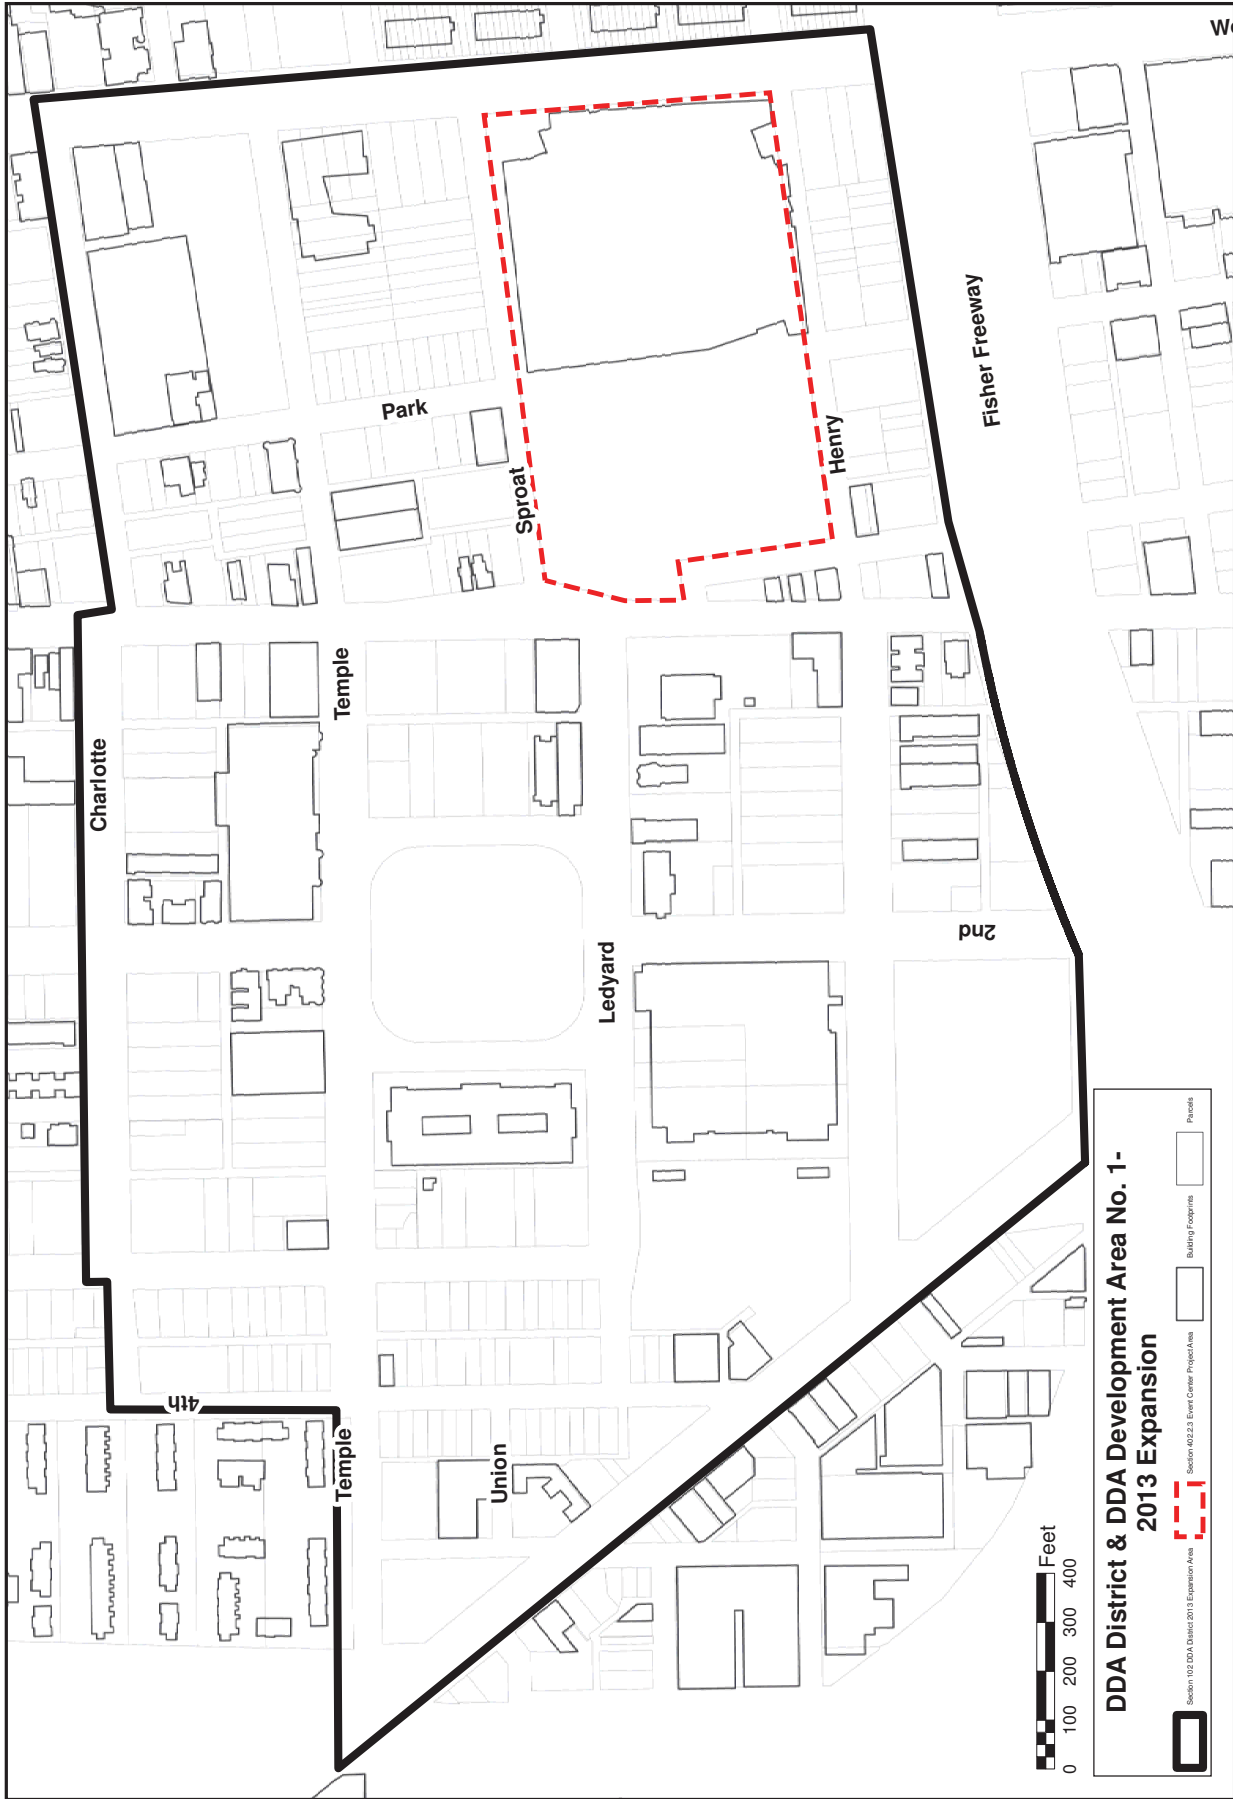 We
Fisher Freeway
Park
Sproat
Henry
Temple
Charlotte
2nd
Ledyard
4th
Temple
Union
Feet
0 100 200 300 400
DDA District & DDA Development Area No. 1-
2013 Expansion
Section 102 DDA District 2013 Expansion Area
Section 402.2.3 Event Center Project Area
Building Footprints
Parcels